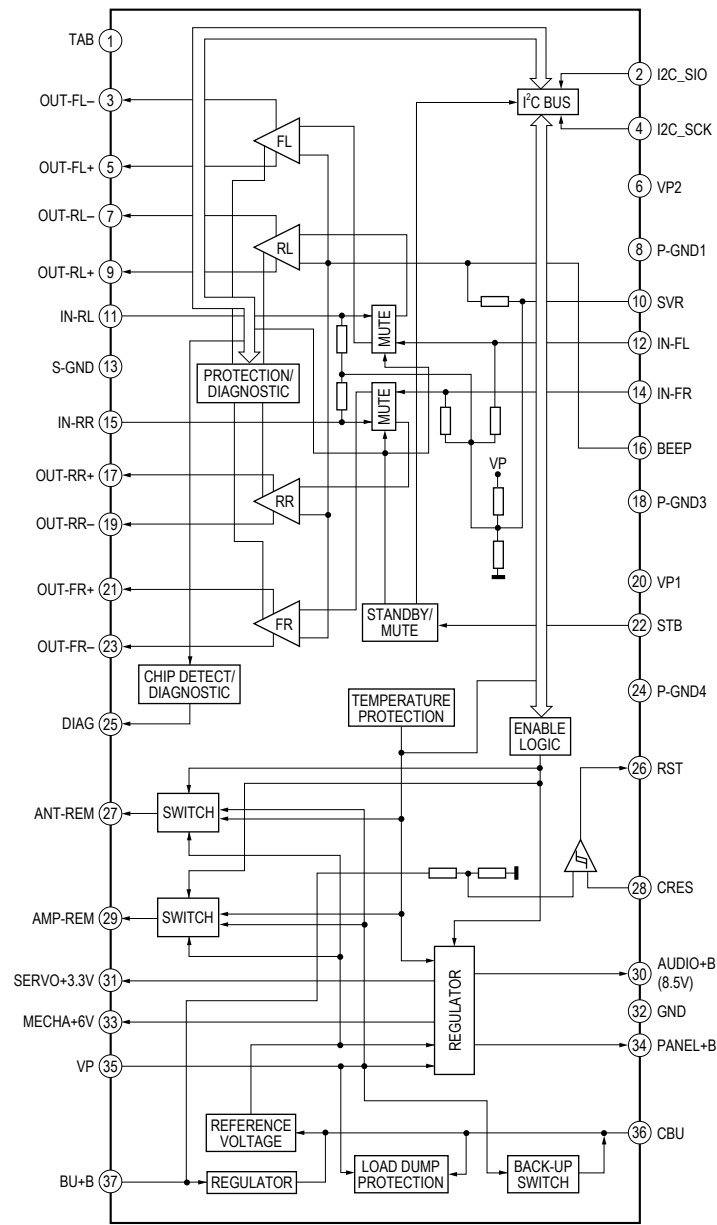 TAB 1
2 I2C_SIO
OUT-FL– 3
I²C BUS
4 I2C_SCK
FL
OUT-FL+ 5
6 VP2
OUT-RL– 7
RL
8 P-GND1
OUT-RL+ 9
10 SVR
IN-RL 11
MUTE
12 IN-FL
S-GND 13
PROTECTION/
DIAGNOSTIC
14 IN-FR
MUTE
IN-RR 15
16 BEEP
VP
OUT-RR+ 17
RR
18 P-GND3
OUT-RR– 19
20 VP1
OUT-FR+ 21
FR
STANDBY/
MUTE
22 STB
OUT-FR– 23
CHIP DETECT/
DIAGNOSTIC
24 P-GND4
TEMPERATURE
PROTECTION
DIAG 25
ENABLE
LOGIC
26 RST
ANT-REM 27
SWITCH
28 CRES
AMP-REM 29
SWITCH
30 AUDIO+B
(8.5V)
SERVO+3.3V 31
REGULATOR
32 GND
MECHA+6V 33
34 PANEL+B
VP 35
REFERENCE
VOLTAGE
36 CBU
LOAD DUMP
PROTECTION
BACK-UP
SWITCH
BU+B 37
REGULATOR